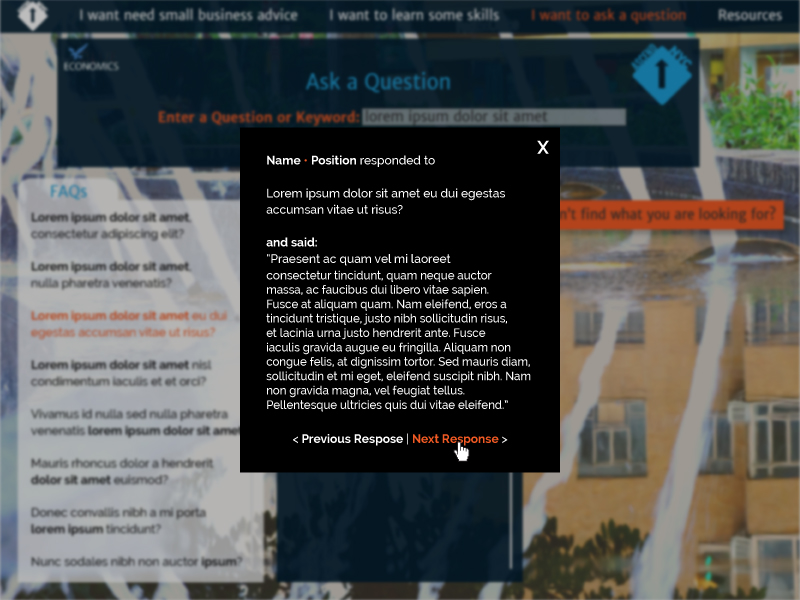 I want need small business advice
I want to learn some skills
I want to ask a question
Resources
ECONOMICS
Ask a Question
Enter a Question or Keyword: lorem ipsum dolor sit amet
FAQs
Lorem ipsum dolor sit amet,
consectetur adipiscing elit?
Lorem ipsum dolor sit amet,
nulla pharetra venenatis?
Lorem ipsum dolor sit amet eu dui
egestas accumsan vitae ut risus?
Lorem ipsum dolor sit amet nisl
condimentum iaculis et et orci?
Vivamus id nulla sed nulla pharetra
venenatis lorem ipsum dolor sit amet
Mauris rhoncus dolor a hendrerit
dolor sit amet euismod?
Donec convallis nibh a mi porta
lorem ipsum tincidunt?
Nunc sodales nibh non auctor ipsum?
X
Name • Position responded to
Lorem ipsum dolor sit amet eu dui egestas
accumsan vitae ut risus?
and said:
"Praesent ac quam vel mi laoreet
consectetur tincidunt, quam neque auctor
massa, ac faucibus dui libero vitae sapien.
Fusce at aliquam quam. Nam eleifend, eros a
tincidunt tristique, justo nibh sollicitudin risus,
et lacinia urna justo hendrerit ante. Fusce
iaculis gravida augue eu fringilla. Aliquam non
congue felis, at dignissim tortor. Sed mauris diam,
sollicitudin et mi eget, eleifend suscipit nibh. Nam
non gravida magna, vel feugiat tellus.
Pellentesque ultricies quis dui vitae eleifend."
< Previous Respose | Next Response >
find what you are looking for?